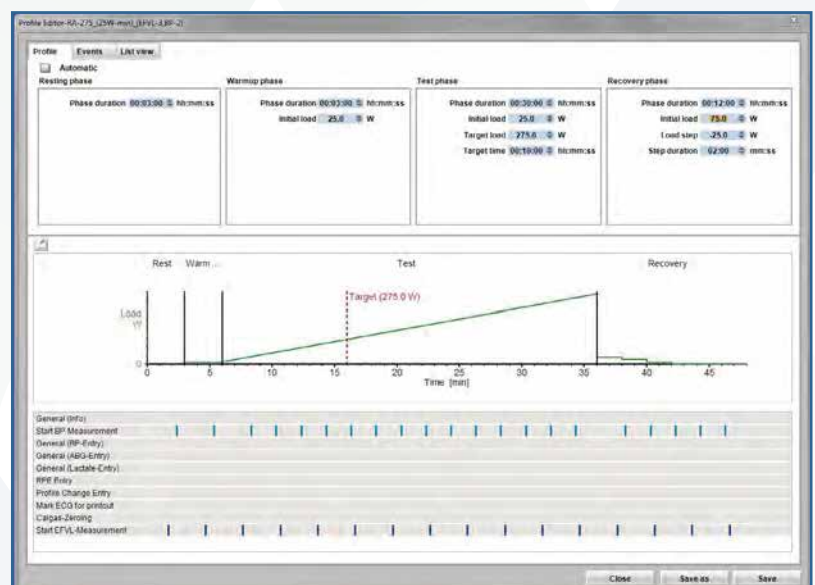 Profile Editor-RA-275_(25W-min)_(EFVL-3,BP-2)
Profile Events List view
Automatic
Resting phase Warmup phase Test phase Recovery phase
Phase duration 00:03:00 hh:mm:ss Phase duration 00:03:00 hh:mm:ss Phase duration 00:30:00 hh:mm:ss Phase duration 00:12:00 hh:mm:ss
Initial load 25.0 W Initial load 25.0 W Initial load 75.0 W
Target load 275.0 W Load step -25.0 W
Target time 00:10:00 hh:mm:ss Step duration 02:00 mm:ss
Rest Warm ... Test Recovery
Target (275.0 W)
Load
W
0
0 5 10 15 20 25 30 35 40 45
Time [min]
General (Info)
Start BP Measurement
General (BP-Entry)
General (ABG-Entry)
General (Lactate-Entry)
RPE Entry
Profile Change Entry
Mark ECG for printout
Calgas-Zeroing
Start EFVL-Measurement
Close Save as Save